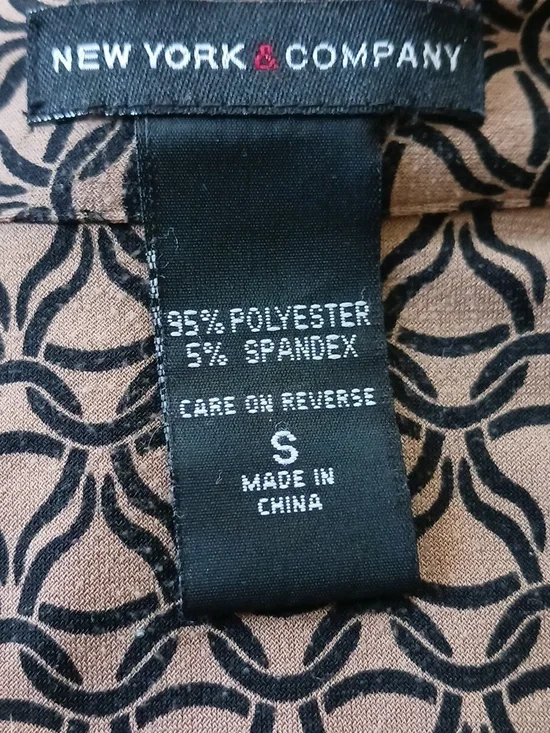 NEW YORK & COMPANY
95% POLYESTER
5% SPANDEX
CARE ON REVERSE
S
MADE IN
CHINA